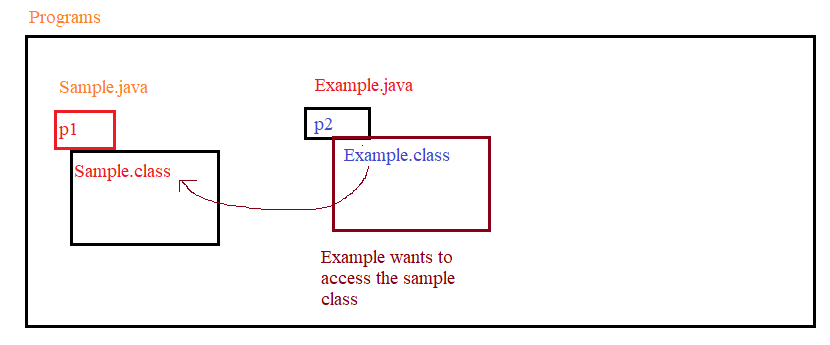 Programs
Sample.java
Example.java
p1
p2
Sample.class
Example.class
Example wants to
access the sample
class